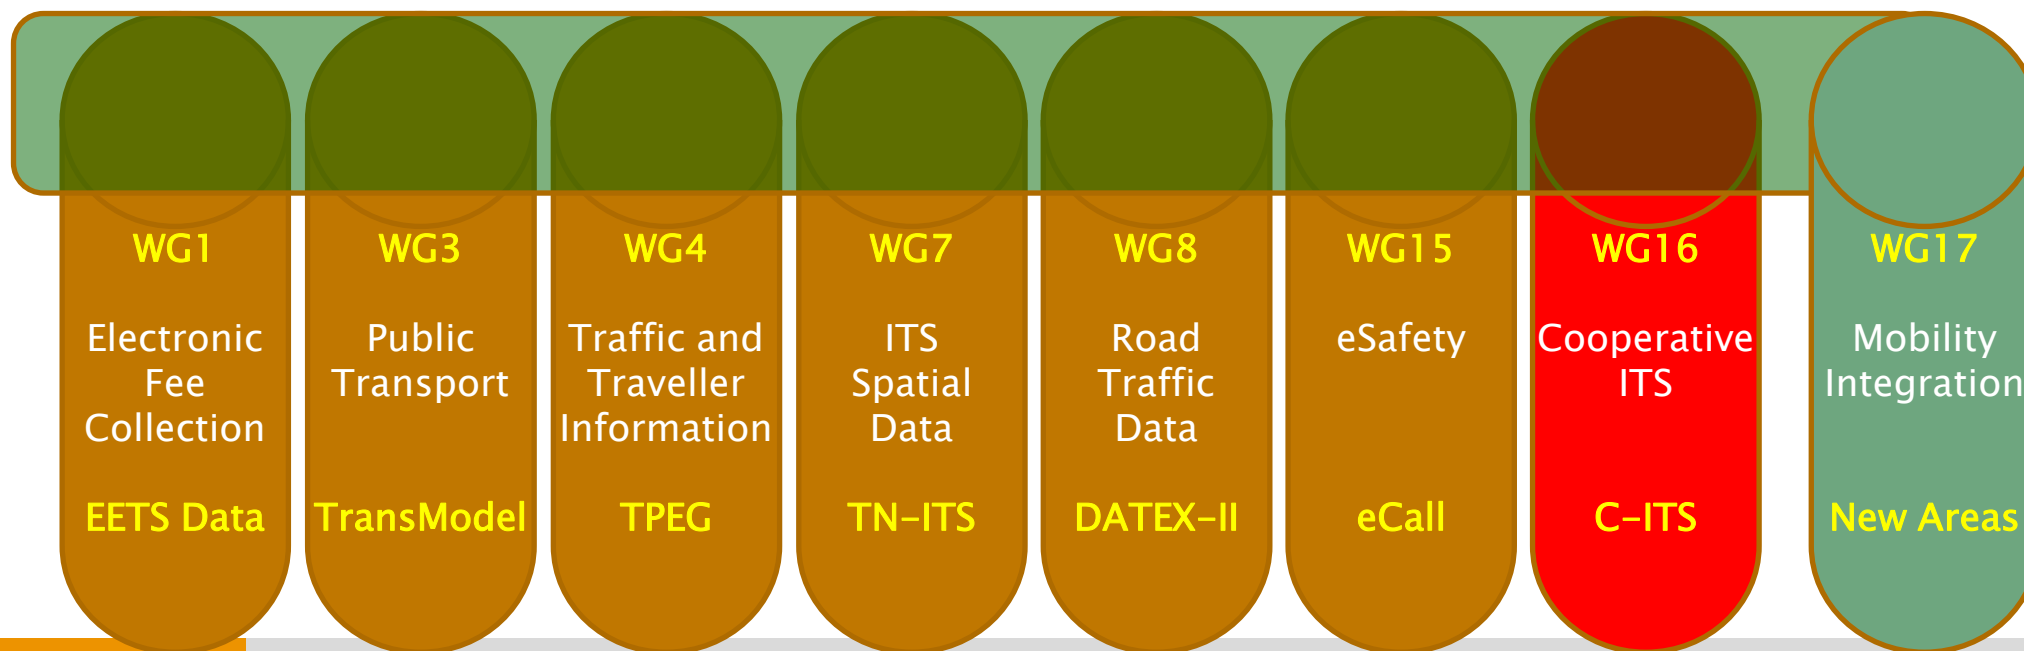 WG1
Electronic
Fee
Collection
EETS Data
WG3
Public
Transport
TransModel
WG4
Traffic and
Traveller
Information
TPEG
WG7
ITS
Spatial
Data
TN-ITS
WG8
Road
Traffic
Data
DATEX-II
WG15
eSafety
eCall
WG16
Cooperative
ITS
C-ITS
WG17
Mobility
Integration
New Areas